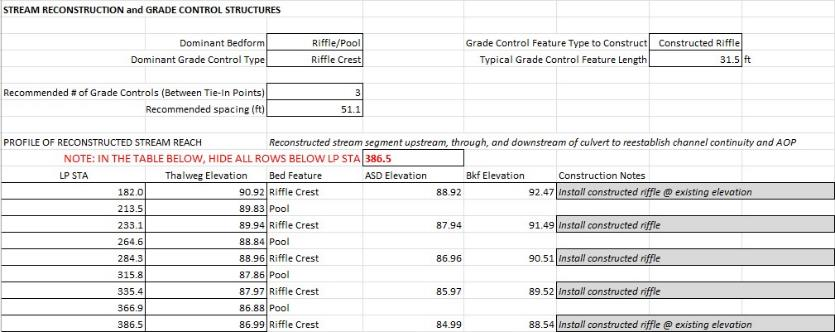 STREAM RECONSTRUCTION and GRADE CONTROL STRUCTURES
Dominant Bedform Riffle/Pool Grade Control Feature Type to Construct Constructed Riffle
Dominant Grade Control Type Riffle Crest Typical Grade Control Feature Length 31.5 ft
Recommended # of Grade Controls (Between Tie-In Points) 3
Recommended spacing (ft) 51.1
PROFILE OF RECONSTRUCTED STREAM REACH Reconstructed stream segment upstream, through, and downstream of culvert to reestablish channel continuity and AOP
NOTE: IN THE TABLE BELOW, HIDE ALL ROWS BELOW LP STA 386.5
LP STA Thalweg Elevation Bed Feature ASD Elevation Bkf Elevation Construction Notes
182.0 90.92 Riffle Crest 88.92 92.47 Install constructed riffle @ existing elevation
213.5 89.83 Pool
233.1 89.94 Riffle Crest 87.94 91.49 Install constructed riffle
264.6 88.84 Pool
284.3 88.96 Riffle Crest 86.96 90.51 Install constructed riffle
315.8 87.86 Pool
335.4 87.97 Riffle Crest 85.97 89.52 Install constructed riffle
366.9 86.88 Pool
386.5 86.99 Riffle Crest 84.99 88.54 Install constructed riffle @ existing elevation